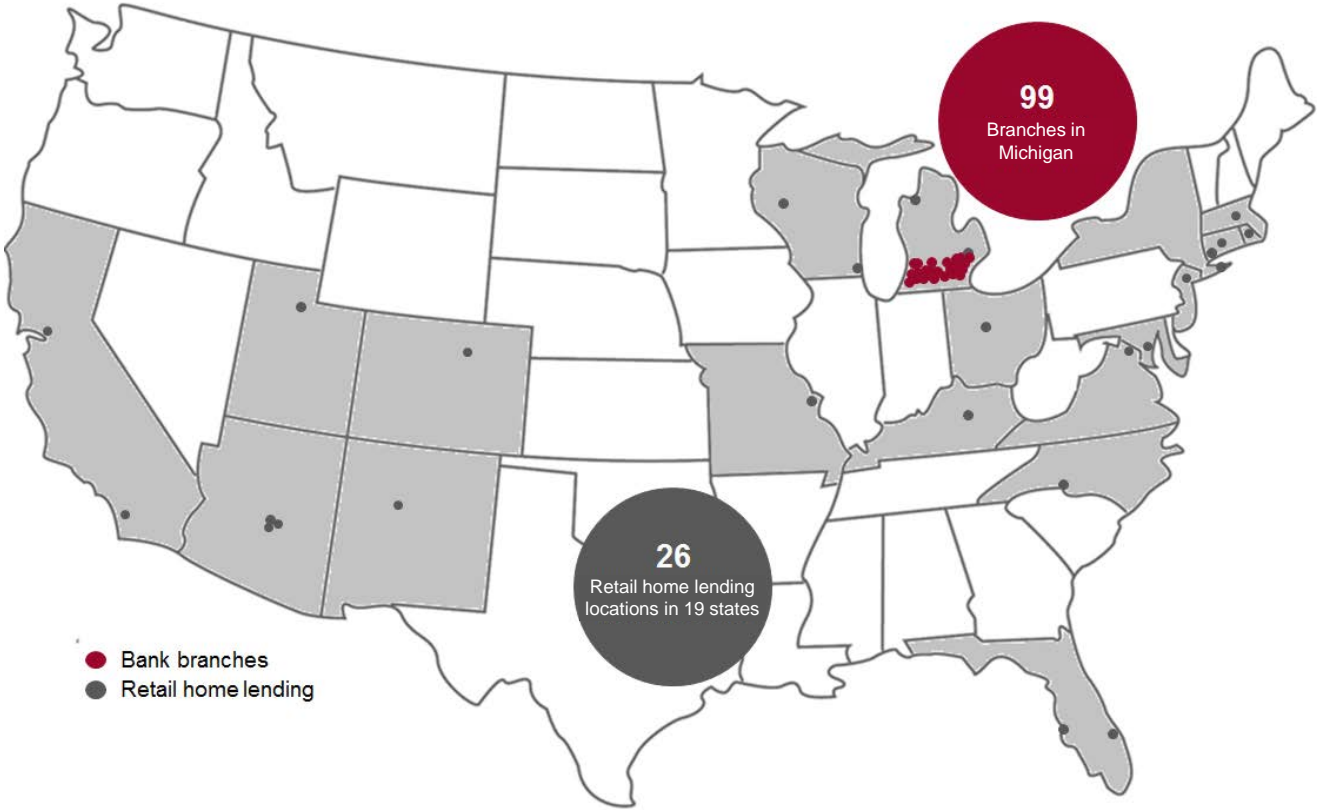 99
Branches in
Michigan
26
Retail home lending
locations in 19 states
Bank branches
Retail home lending